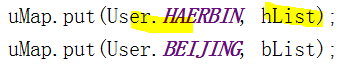 uMap.put(User.HAERBIN, hList);
uMap.put(User.BEIJING, bList);